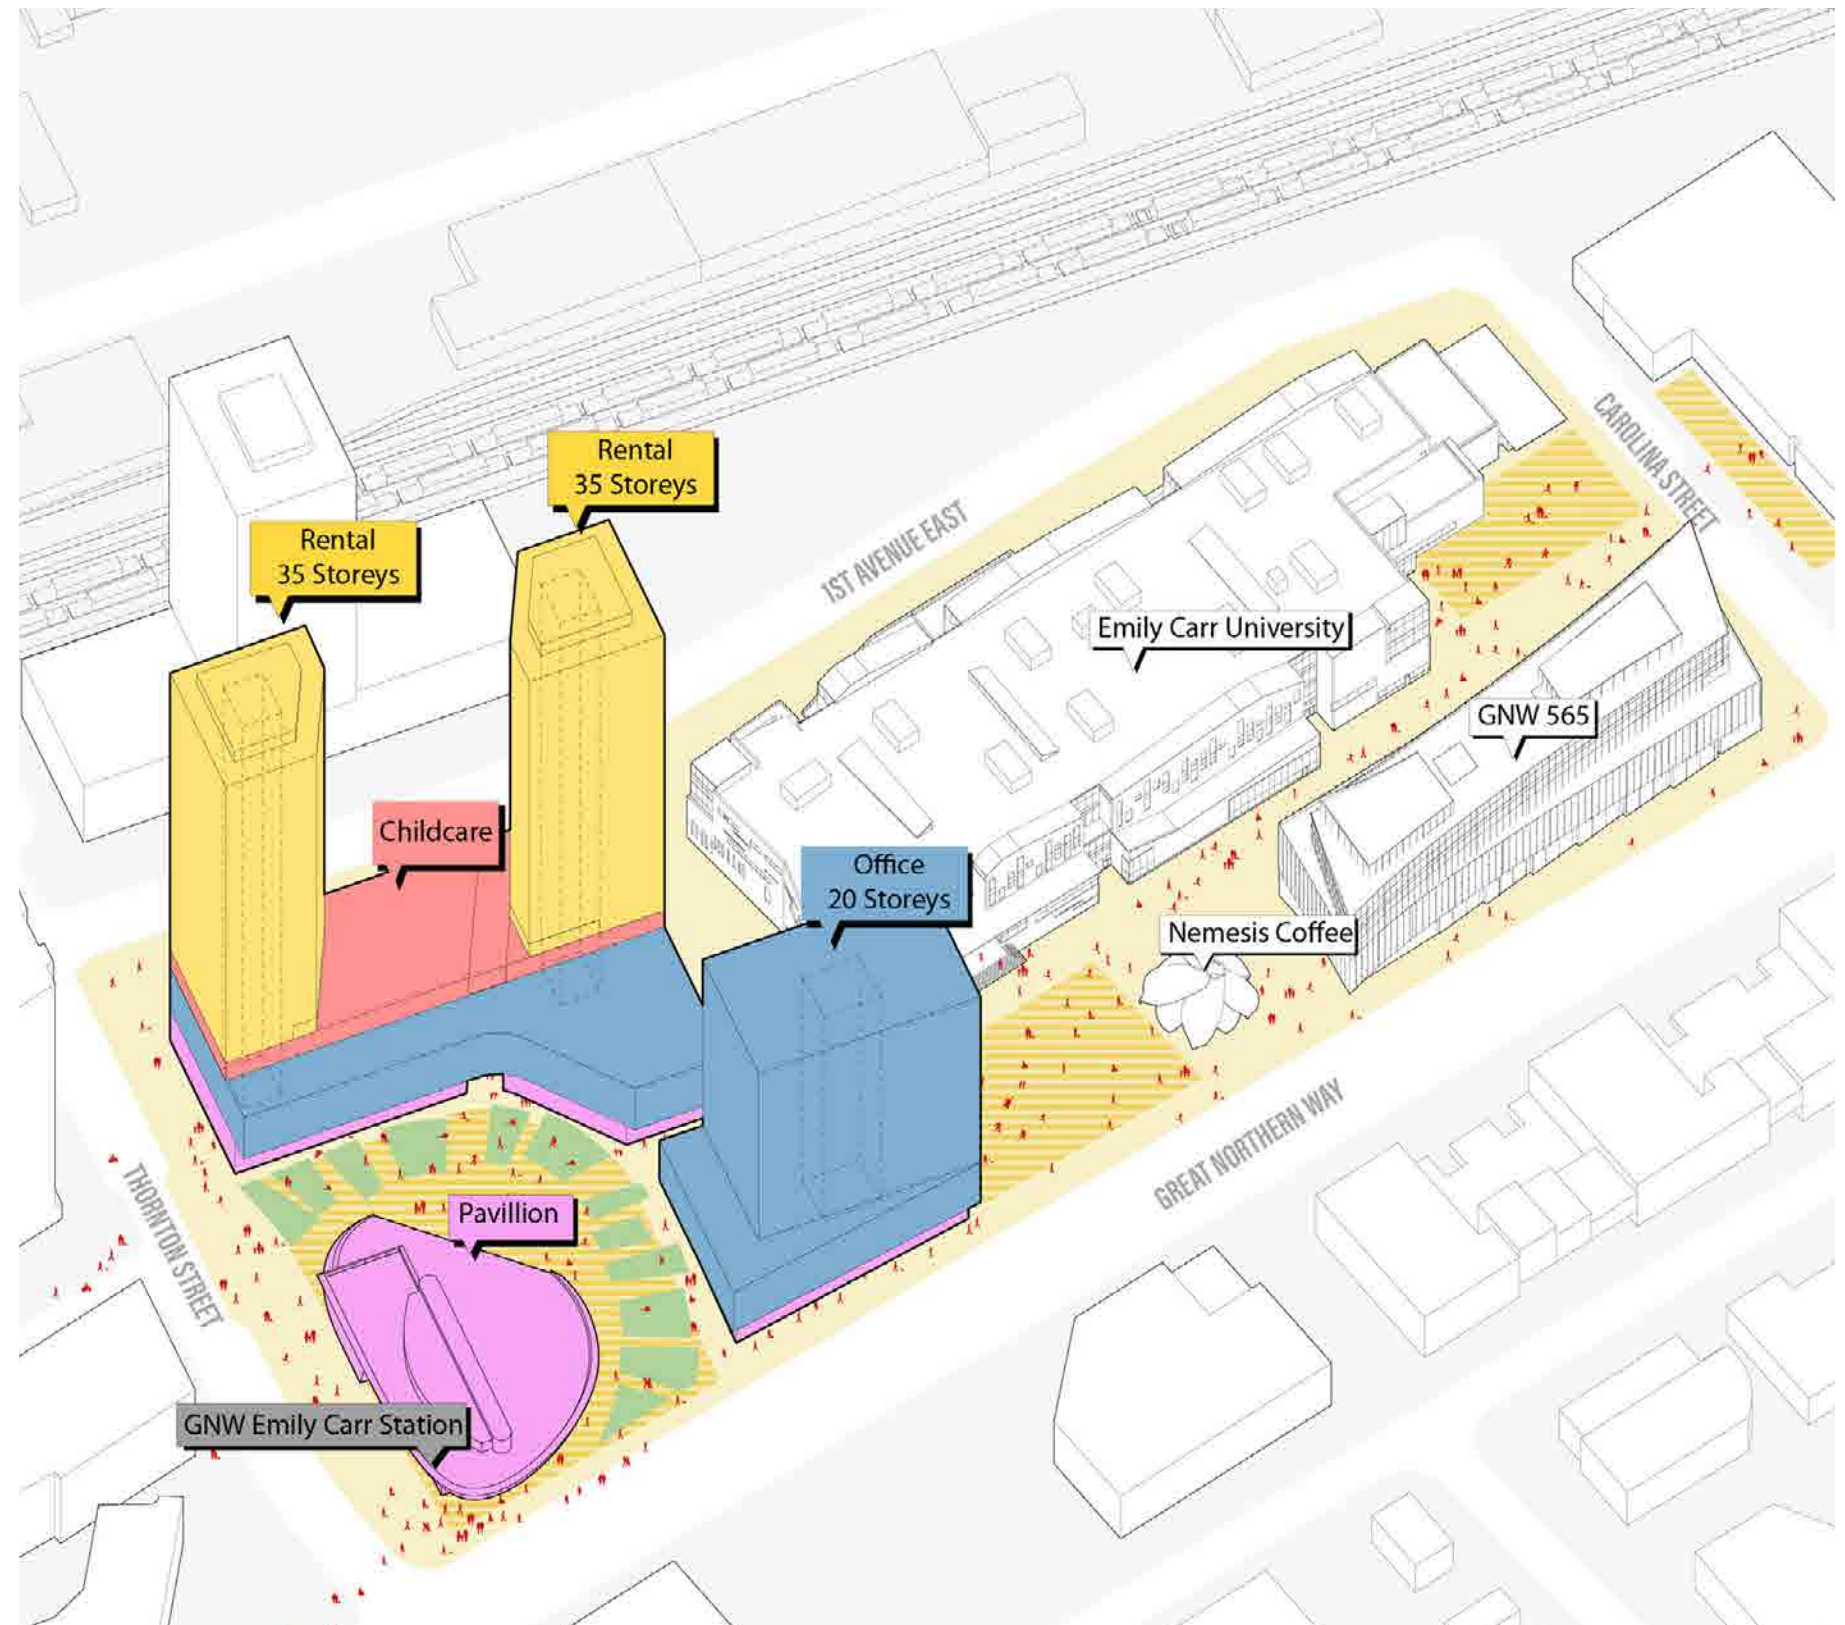 Rental
35 Storeys
Rental
35 Storeys
CAROLINA STREET
1ST AVENUE EAST
Emily Carr University
GNW 565
Childcare
Office
20 Storeys
Nemesis Coffee
GREAT NORTHERN WAY
THORNTON STREET
Pavillion
GNW Emily Carr Station